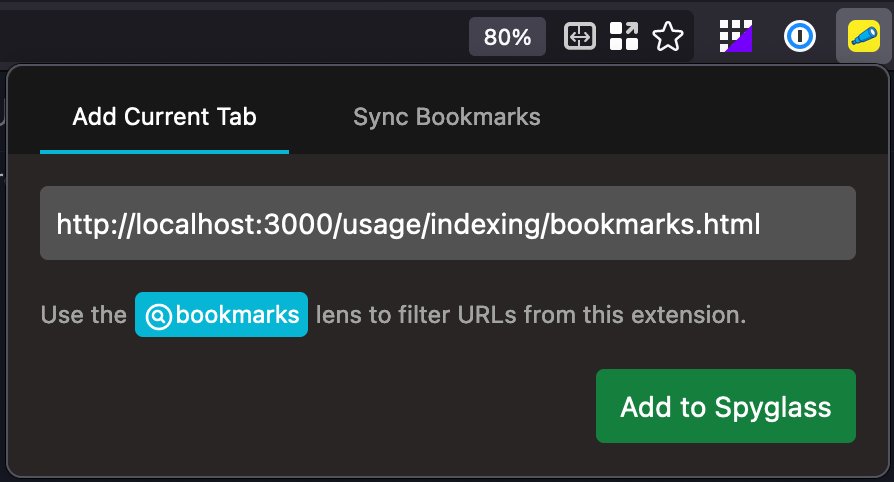 80%
Add Current Tab
Sync Bookmarks
http://localhost:3000/usage/indexing/bookmarks.html
Use the bookmarks lens to filter URLs from this extension.
Add to Spyglass